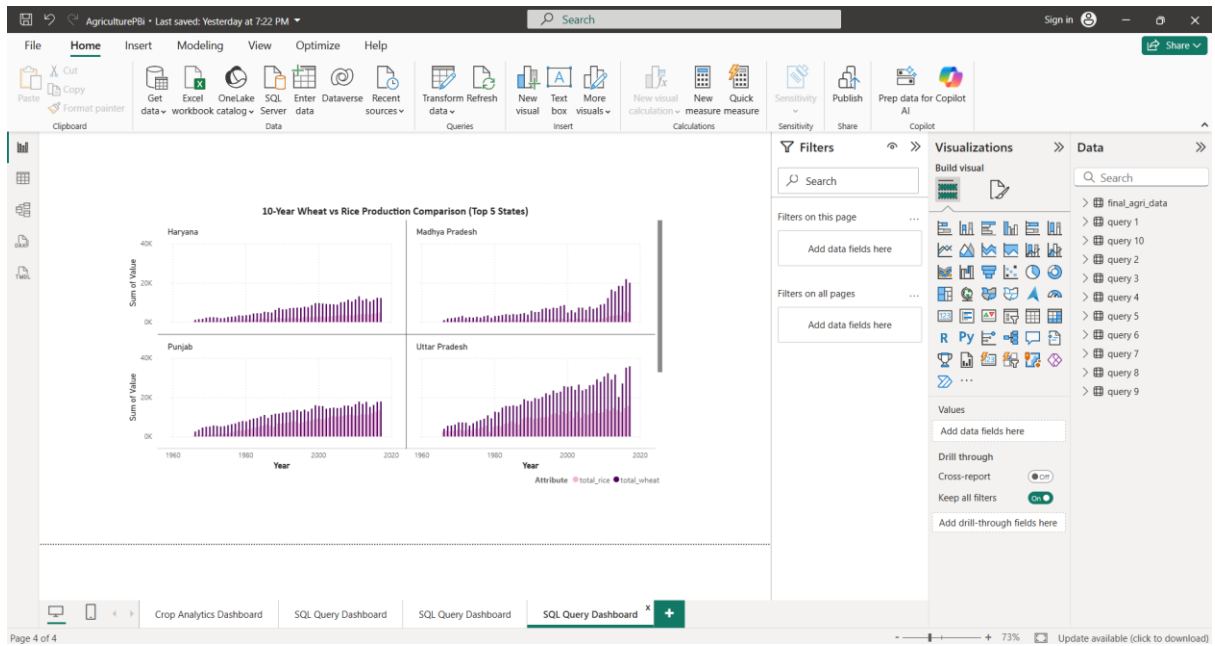 AgriculturePBi • Last saved: Yesterday at 7:22 PM
Search
Sign in
File Home Insert Modeling View Optimize Help
Share
Paste
Cut
Copy
Format painter
Get data
Excel workbook
OneLake catalog
SQL Server
Enter data
Dataverse
Recent sources
Transform data
Refresh
New visual
Text box
More visuals
New visual calculation
New measure
Quick measure
Sensitivity
Publish
Prep data for AI
Copilot
Clipboard
Data
Queries
Insert
Calculations
Sensitivity
Share
Copilot
10-Year Wheat vs Rice Production Comparison (Top 5 States)
Haryana
Madhya Pradesh
40K
20K
0K
Sum of Value
Punjab
Uttar Pradesh
40K
20K
0K
Sum of Value
1960 1980 2000 2020 1960 1980 2000 2020
Year
Year
Attribute total_rice total_wheat
Filters
Search
Filters on this page ...
Add data fields here
Filters on all pages ...
Add data fields here
Visualizations
Build visual
123
R Py
...
Values
Add data fields here
Drill through
Cross-report Off
Keep all filters On
Add drill-through fields here
Data
Search
final_agri_data
query 1
query 10
query 2
query 3
query 4
query 5
query 6
query 7
query 8
query 9
Crop Analytics Dashboard
SQL Query Dashboard
SQL Query Dashboard
SQL Query Dashboard
x
+
Page 4 of 4
- + 73%
Update available (click to download)